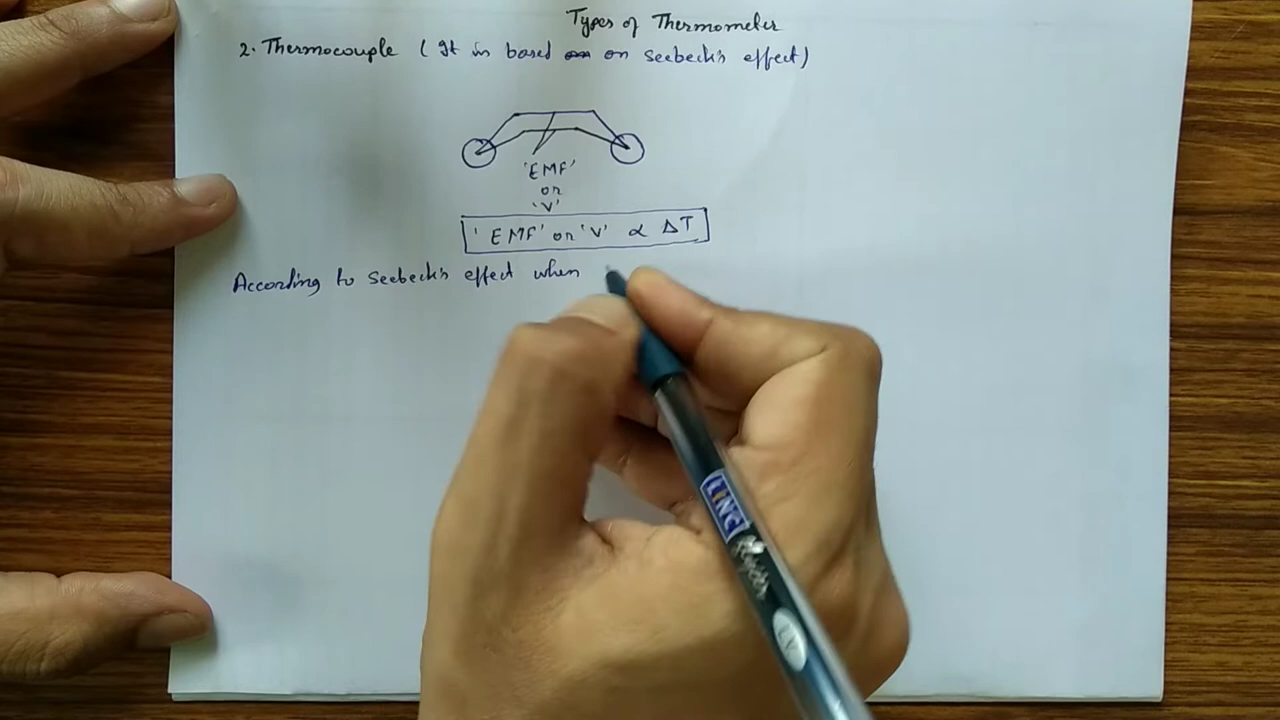 Types of Thermometer
2. Thermocouple (It is based on on seebeck's effect)
'EMF'
or
'V'
'EMF' or 'V' ∝ ΔT
According to seebeck's effect when
LINC